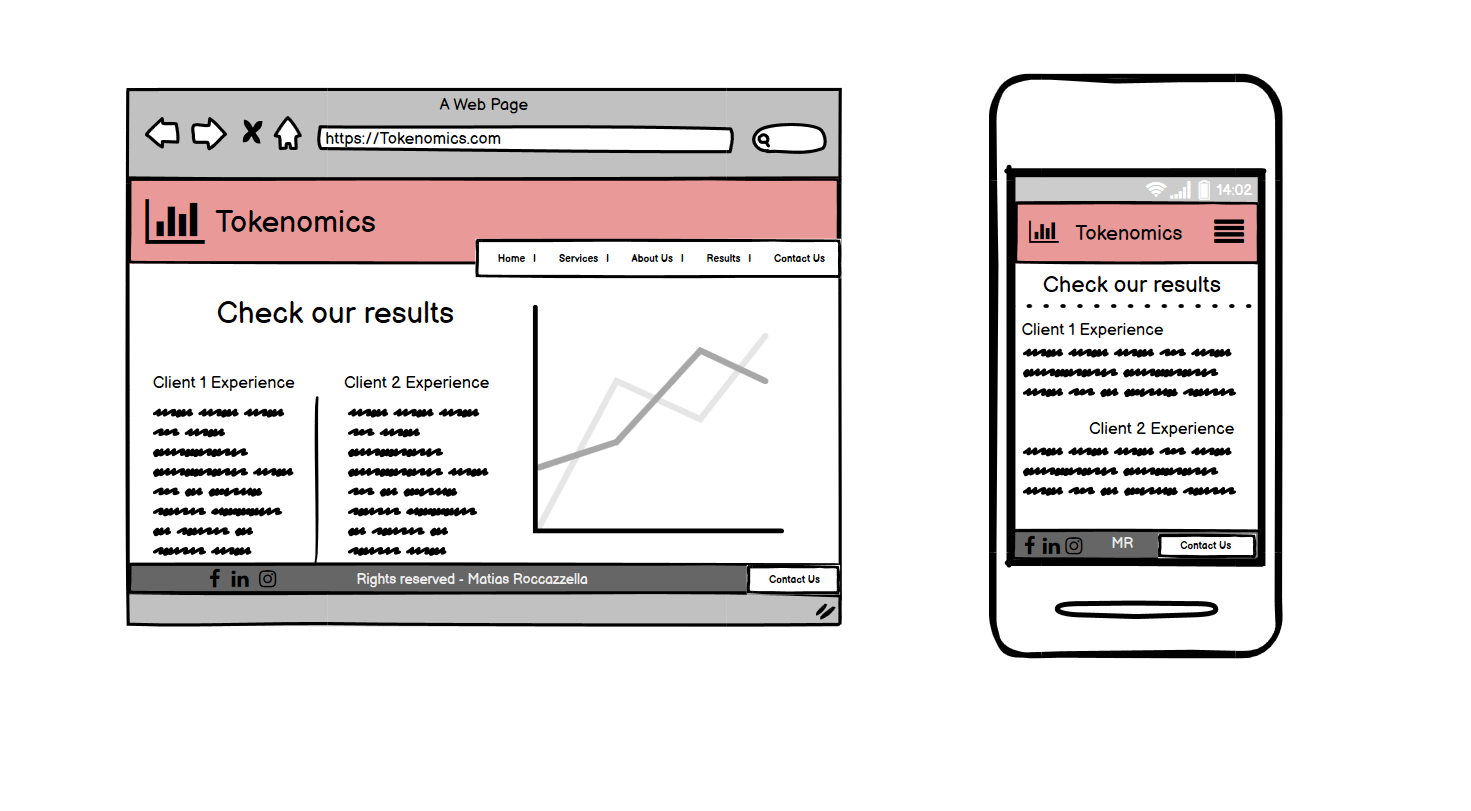 A Web Page
https://Tokenomics.com
Tokenomics
Home | Services | About Us | Results | Contact Us
Check our results
Client 1 Experience
Client 2 Experience
Rights reserved - Matias Roccazzella
Contact Us
14:02
Tokenomics
Check our results
Client 1 Experience
Client 2 Experience
MR
Contact Us